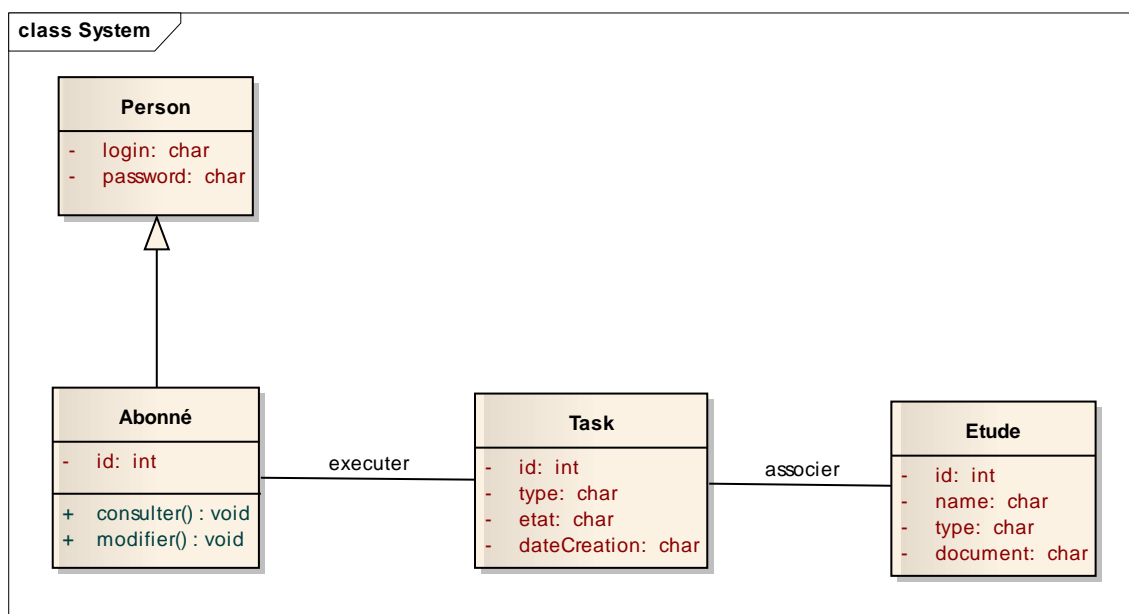 class System
Person
- login: char
- password: char
Abonné
- id: int
+ consulter() : void
+ modifier() : void
executer
Task
- id: int
- type: char
- etat: char
- dateCreation: char
associer
Etude
- id: int
- name: char
- type: char
- document: char